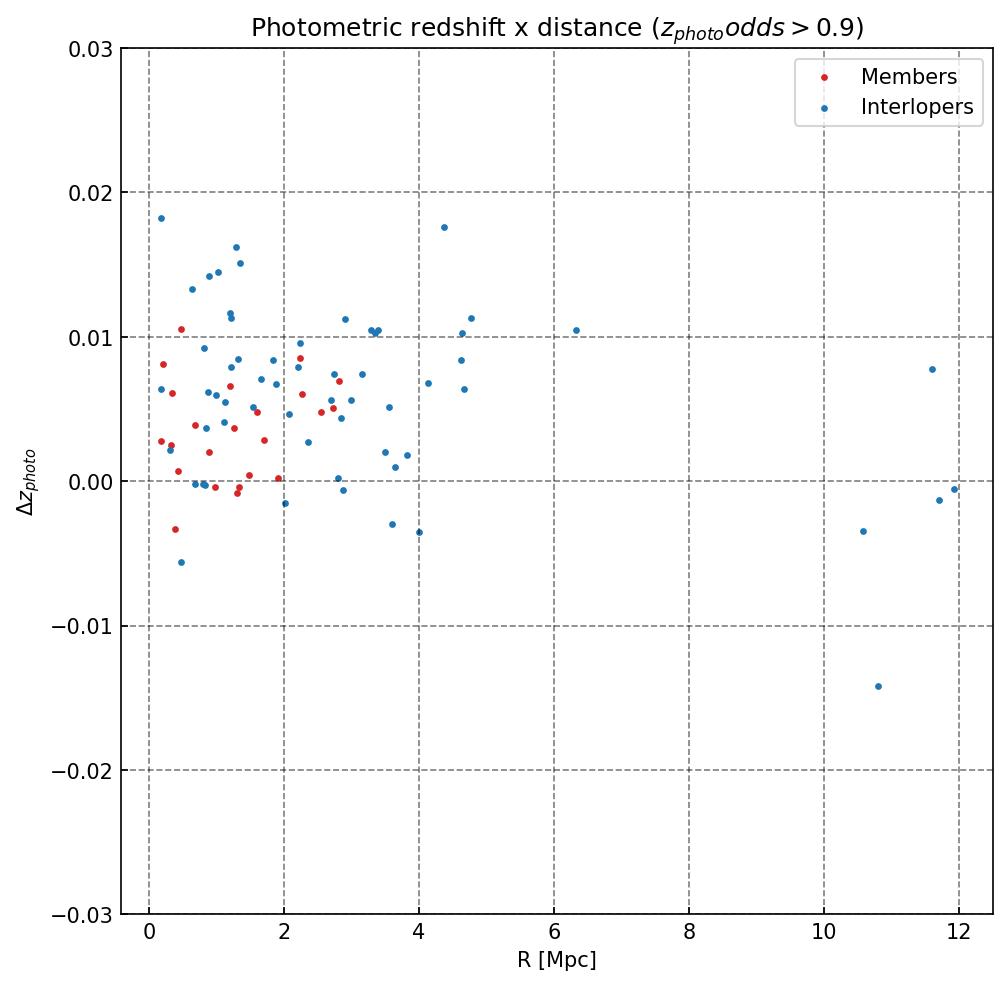 Photometric redshift x distance (z_photo odds > 0.9)
Members
Interlopers
0.03
0.02
0.01
0.00
−0.01
−0.02
−0.03
Δz_photo
0 2 4 6 8 10 12
R [Mpc]